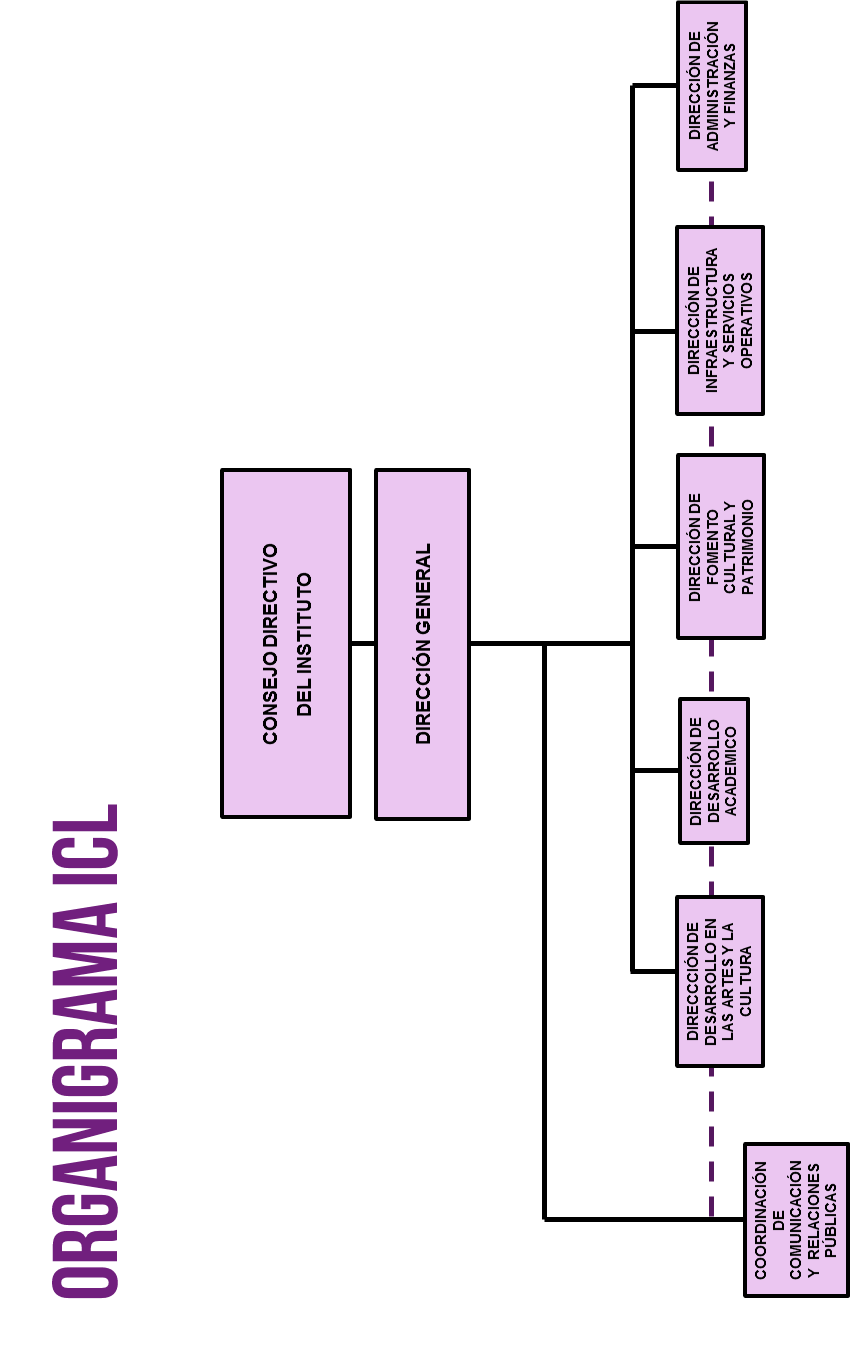 ORGANIGRAMA ICL
CONSEJO DIRECTIVO
DEL INSTITUTO
DIRECCIÓN GENERAL
COORDINACIÓN
DE
COMUNICACIÓN
Y RELACIONES
PÚBLICAS
DIRECCCIÓN DE
DESARROLLO EN
LAS ARTES Y LA
CULTURA
DIRECCIÓN DE
DESARROLLO
ACADEMICO
DIRECCIÓN DE
FOMENTO
CULTURAL Y
PATRIMONIO
DIRECCIÓN DE
INFRAESTRUCTURA
Y SERVICIOS
OPERATIVOS
DIRECCIÓN DE
ADMINISTRACIÓN
Y FINANZAS